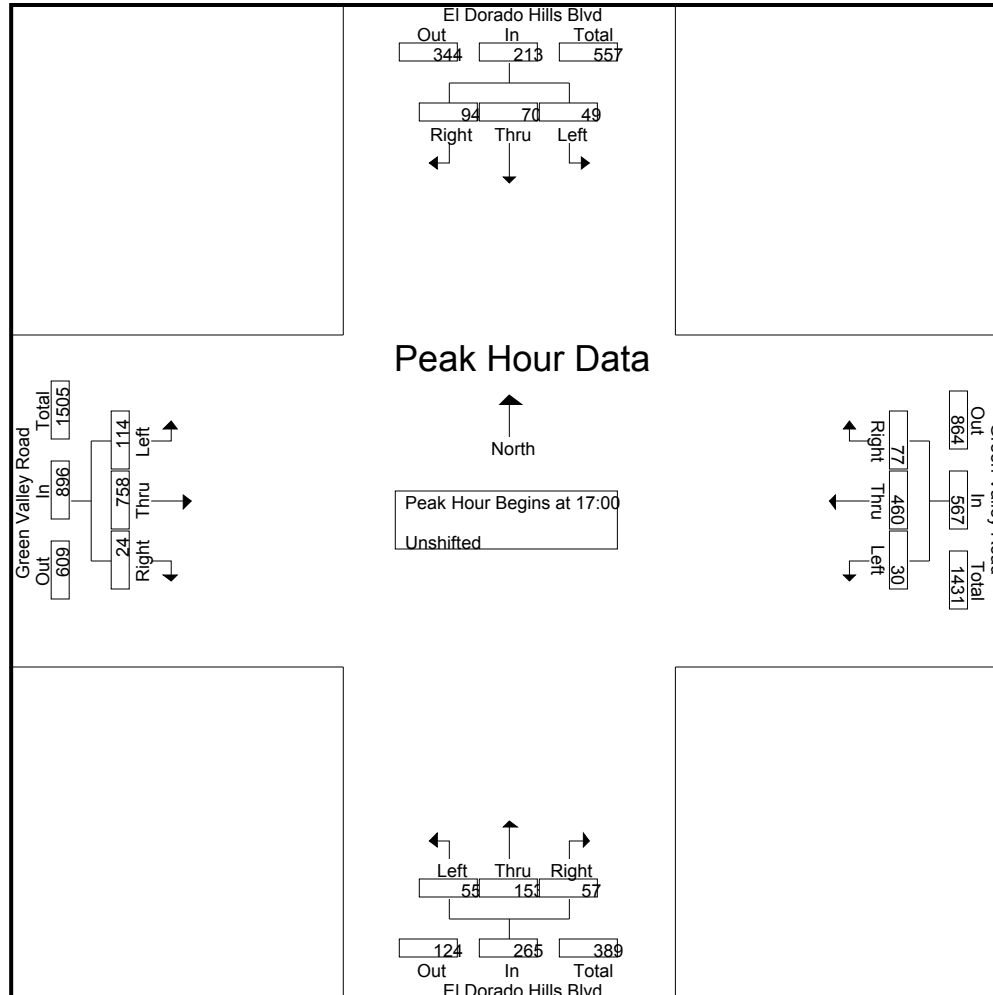 El Dorado Hills Blvd
Out In Total
344 213 557
94 70 49
Right Thru Left
Peak Hour Data
North
Peak Hour Begins at 17:00
Unshifted
Green Valley Road
Total In Out
1505 896 609
114 758 24
Left Thru Right
Out In Total
864 567 1431
77 460 30
Right Thru Left
Left Thru Right
55 153 57
124 265 389
Out In Total
El Dorado Hills Blvd